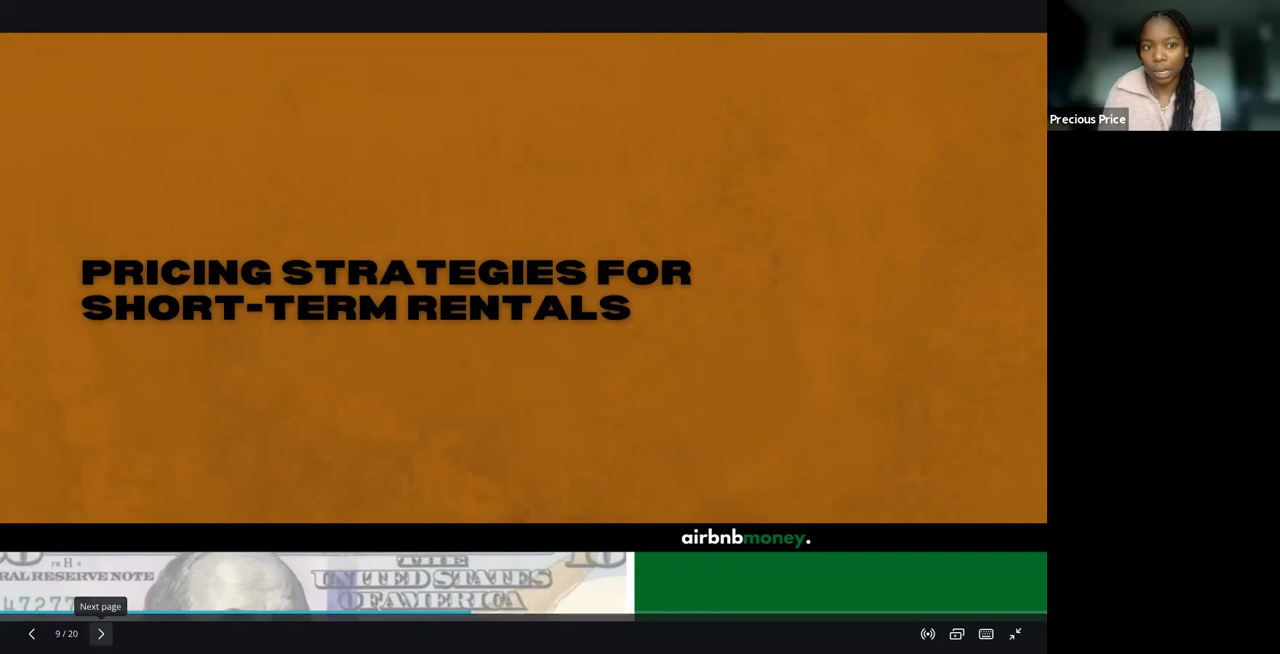 Precious Price
PRICING STRATEGIES FOR
SHORT-TERM RENTALS
airbnbmoney.
FW H
RAL RESERVE NOTE
THE
UNITED STATES
OF AMERICA
Next page
9 / 20